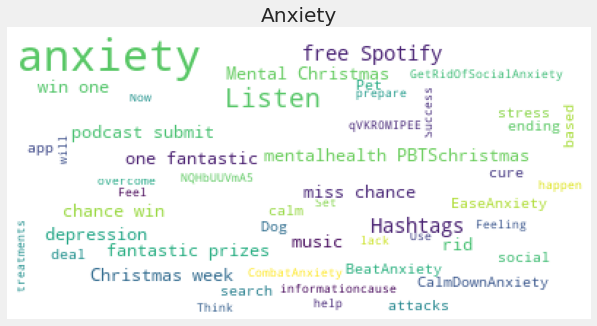 Anxiety
anxiety
free Spotify
Mental Christmas
GetRidOfSocialAnxiety
win one
Pet
Listen
Now
prepare
Success
stress
based
qVKROMIPEE
ending
podcast submit
app
will
one fantastic
mentalhealth PBTSchristmas
cure
overcome
NQHbUUVmA5
Feel
miss chance
happen
chance win
calm
Set
EaseAnxiety
Dog
Hashtags
Feeling
depression
music
lack
Use
rid
treatments
deal
fantastic prizes
social
Christmas week
CombatAnxiety
BeatAnxiety
CalmDownAnxiety
search
informationcause
Think
help
attacks